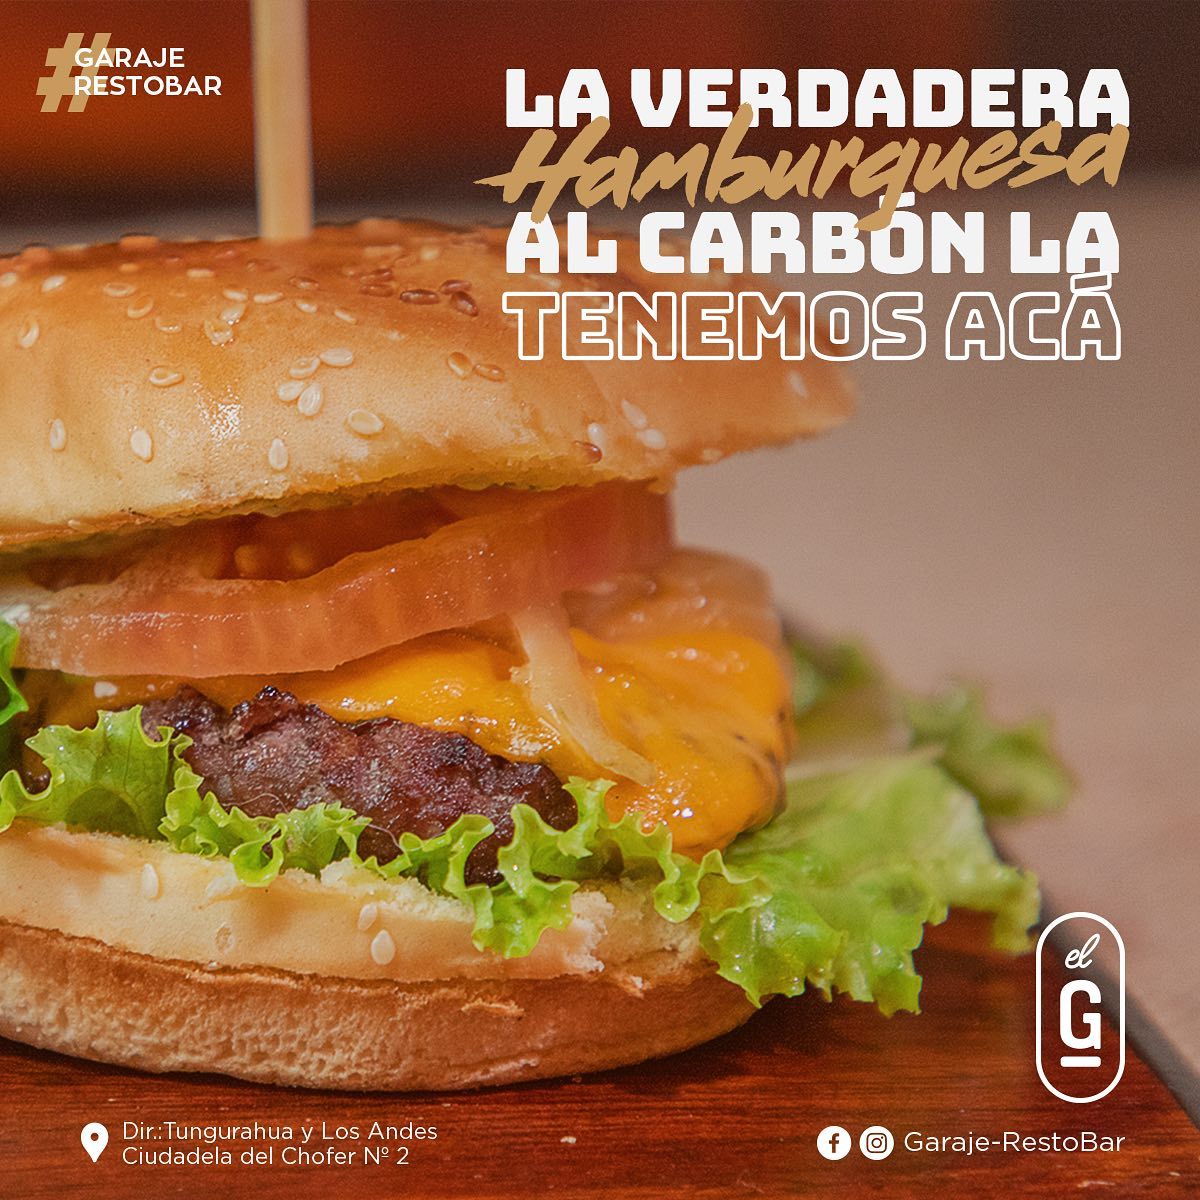 #GARAJE
RESTOBAR
LA VERDADERA
Hamburguesa
AL CARBÓN LA
TENEMOS ACÁ
el
G
Dir.:Tungurahua y Los Andes
Ciudadela del Chofer Nº 2
Garaje-RestoBar